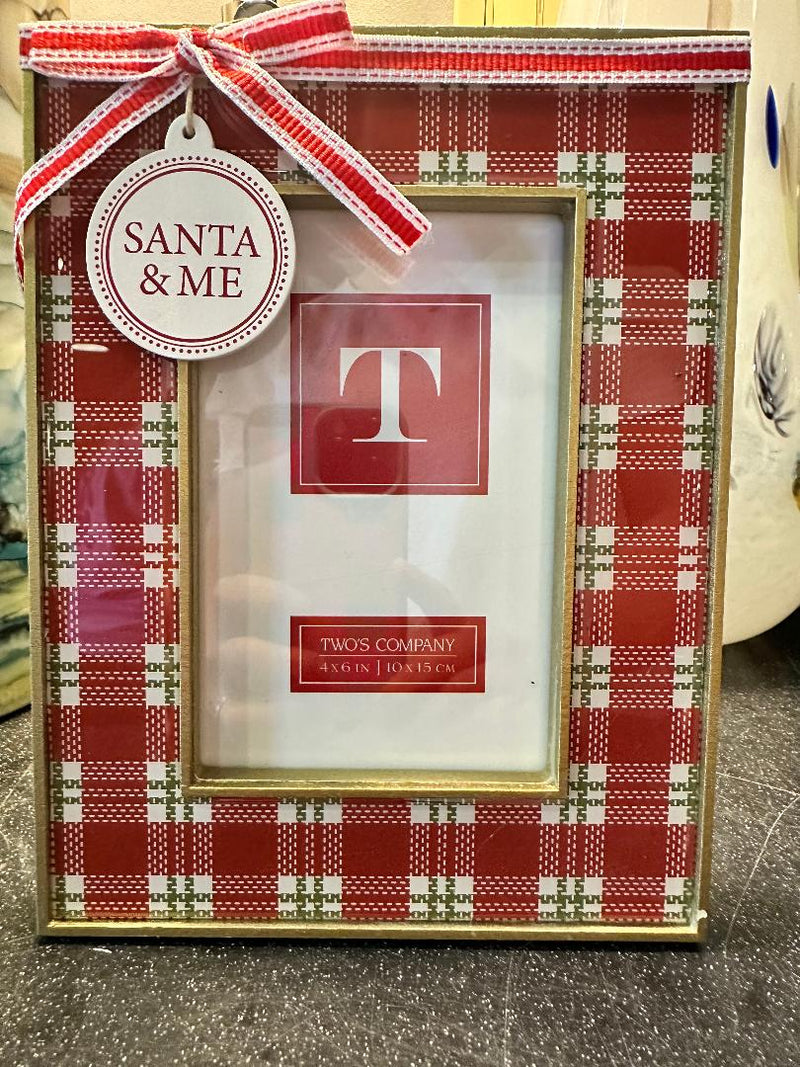 SANTA
& ME
T
TWO'S COMPANY
4 X 6 IN | 10 X 15 CM